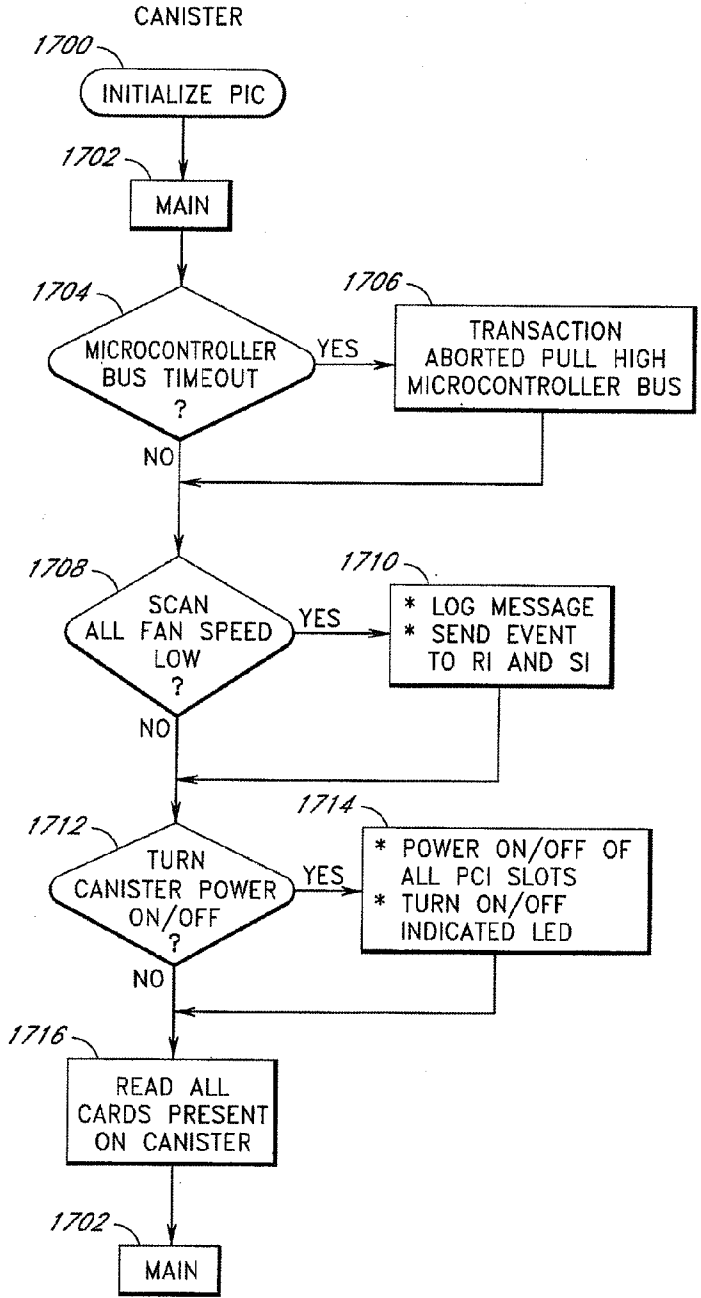 CANISTER
1700
INITIALIZE PIC
1702
MAIN
1704
MICROCONTROLLER
BUS TIMEOUT
?
YES
1706
TRANSACTION
ABORTED PULL HIGH
MICROCONTROLLER BUS
NO
1708
SCAN
ALL FAN SPEED
LOW
?
YES
1710
* LOG MESSAGE
* SEND EVENT
TO RI AND SI
NO
1712
TURN
CANISTER POWER
ON/OFF
?
YES
1714
* POWER ON/OFF OF
ALL PCI SLOTS
* TURN ON/OFF
INDICATED LED
NO
1716
READ ALL
CARDS PRESENT
ON CANISTER
1702
MAIN